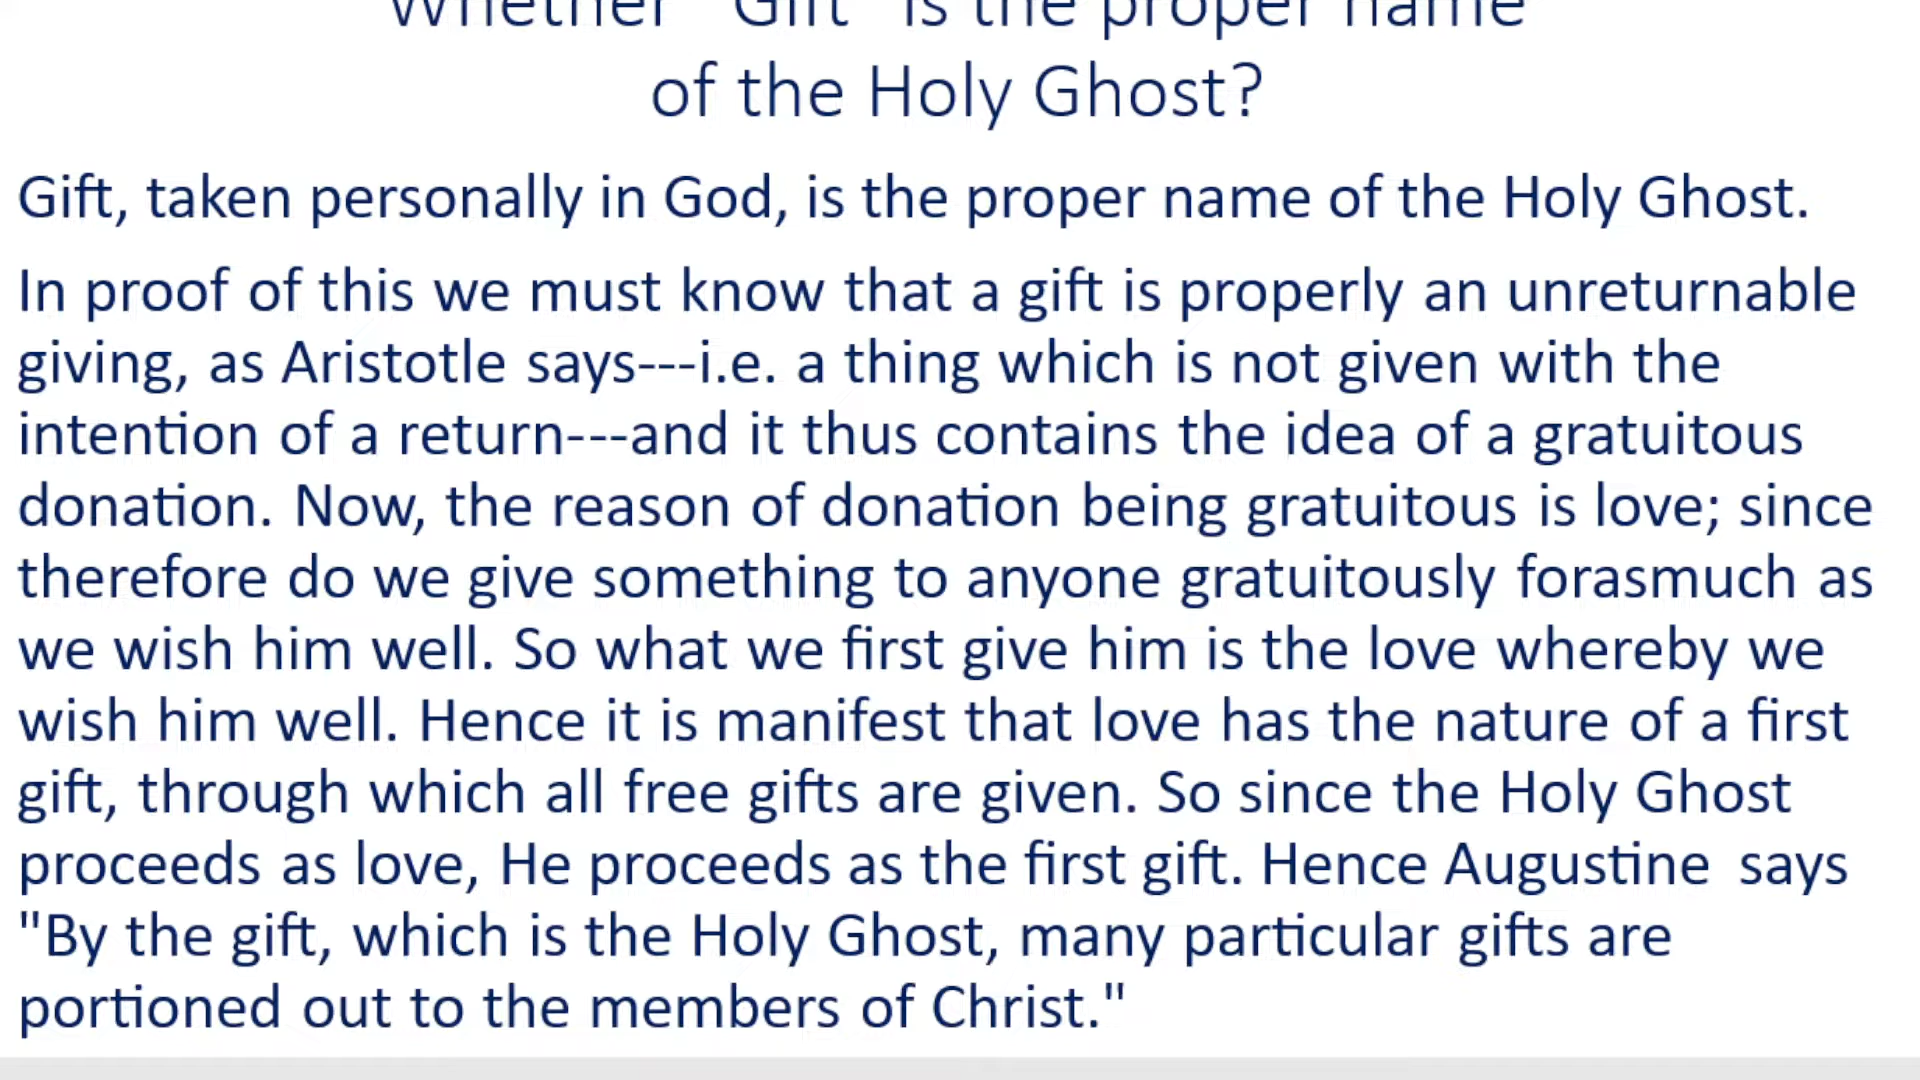 Whether "Gift" is the proper name
of the Holy Ghost?
Gift, taken personally in God, is the proper name of the Holy Ghost.
In proof of this we must know that a gift is properly an unreturnable
giving, as Aristotle says---i.e. a thing which is not given with the
intention of a return---and it thus contains the idea of a gratuitous
donation. Now, the reason of donation being gratuitous is love; since
therefore do we give something to anyone gratuitously forasmuch as
we wish him well. So what we first give him is the love whereby we
wish him well. Hence it is manifest that love has the nature of a first
gift, through which all free gifts are given. So since the Holy Ghost
proceeds as love, He proceeds as the first gift. Hence Augustine  says
"By the gift, which is the Holy Ghost, many particular gifts are
portioned out to the members of Christ."